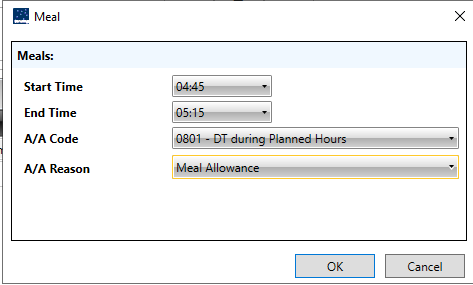 Meal
Meals:
Start Time 04:45
End Time 05:15
A/A Code 0801 - DT during Planned Hours
A/A Reason Meal Allowance
OK Cancel